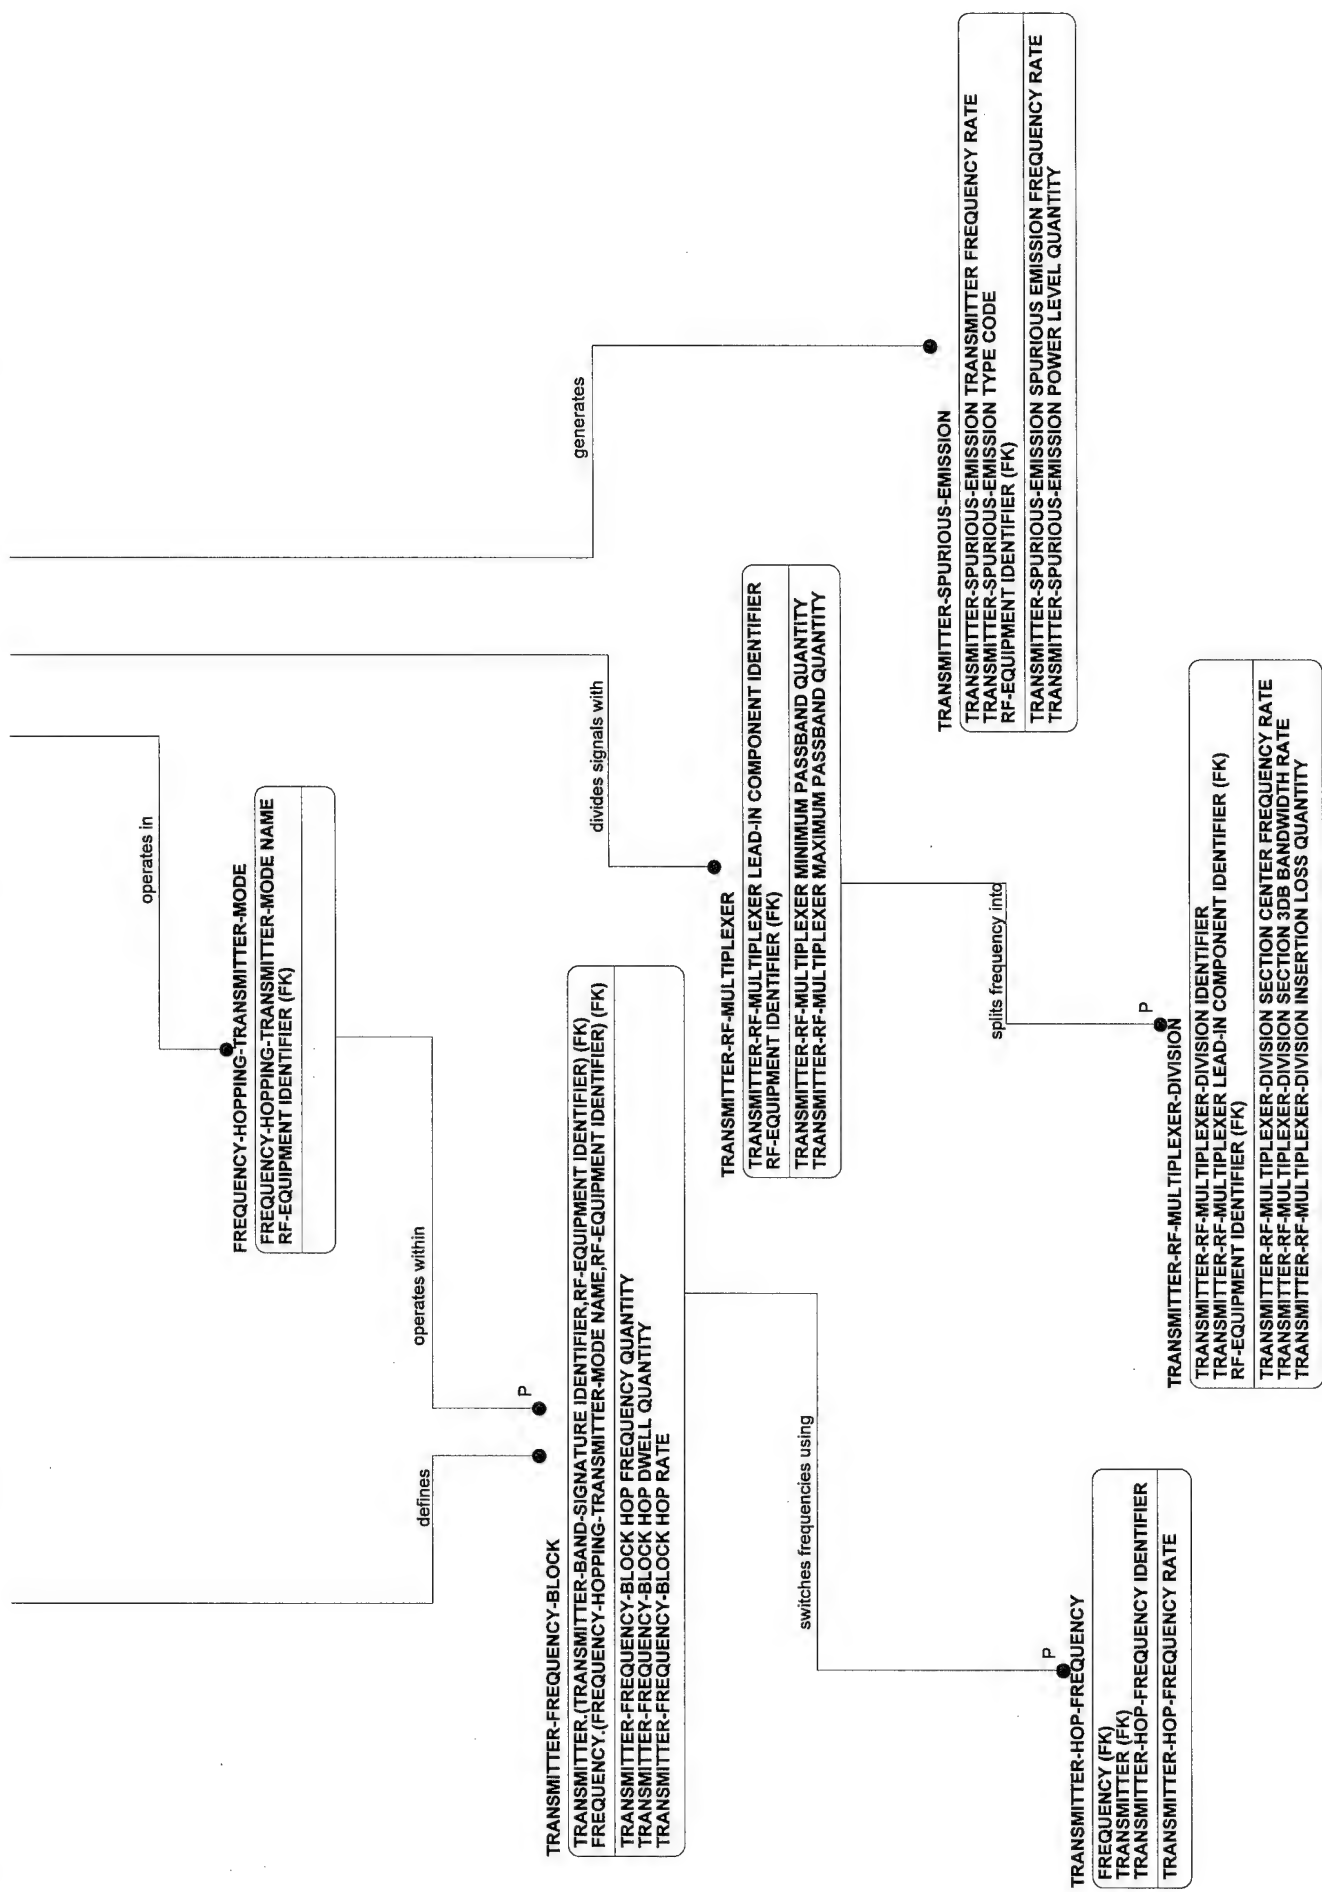 defines
operates within
operates in
divides signals with
generates
FREQUENCY-HOPPING-TRANSMITTER-MODE
FREQUENCY-HOPPING-TRANSMITTER-MODE NAME
RF-EQUIPMENT IDENTIFIER (FK)
P
TRANSMITTER-FREQUENCY-BLOCK
TRANSMITTER.(TRANSMITTER-BAND-SIGNATURE IDENTIFIER,RF-EQUIPMENT IDENTIFIER) (FK)
FREQUENCY.(FREQUENCY-HOPPING-TRANSMITTER-MODE NAME,RF-EQUIPMENT IDENTIFIER) (FK)
TRANSMITTER-FREQUENCY-BLOCK HOP FREQUENCY QUANTITY
TRANSMITTER-FREQUENCY-BLOCK HOP DWELL QUANTITY
TRANSMITTER-FREQUENCY-BLOCK HOP RATE
TRANSMITTER-RF-MULTIPLEXER
TRANSMITTER-RF-MULTIPLEXER LEAD-IN COMPONENT IDENTIFIER
RF-EQUIPMENT IDENTIFIER (FK)
TRANSMITTER-RF-MULTIPLEXER MINIMUM PASSBAND QUANTITY
TRANSMITTER-RF-MULTIPLEXER MAXIMUM PASSBAND QUANTITY
TRANSMITTER-SPURIOUS-EMISSION
TRANSMITTER-SPURIOUS-EMISSION TRANSMITTER FREQUENCY RATE
TRANSMITTER-SPURIOUS-EMISSION TYPE CODE
RF-EQUIPMENT IDENTIFIER (FK)
TRANSMITTER-SPURIOUS-EMISSION SPURIOUS EMISSION FREQUENCY RATE
TRANSMITTER-SPURIOUS-EMISSION POWER LEVEL QUANTITY
switches frequencies using
splits frequency into
P
TRANSMITTER-HOP-FREQUENCY
FREQUENCY (FK)
TRANSMITTER (FK)
TRANSMITTER-HOP-FREQUENCY IDENTIFIER
TRANSMITTER-HOP-FREQUENCY RATE
P
TRANSMITTER-RF-MULTIPLEXER-DIVISION
TRANSMITTER-RF-MULTIPLEXER-DIVISION IDENTIFIER
TRANSMITTER-RF-MULTIPLEXER LEAD-IN COMPONENT IDENTIFIER (FK)
RF-EQUIPMENT IDENTIFIER (FK)
TRANSMITTER-RF-MULTIPLEXER-DIVISION SECTION CENTER FREQUENCY RATE
TRANSMITTER-RF-MULTIPLEXER-DIVISION SECTION 3DB BANDWIDTH RATE
TRANSMITTER-RF-MULTIPLEXER-DIVISION INSERTION LOSS QUANTITY